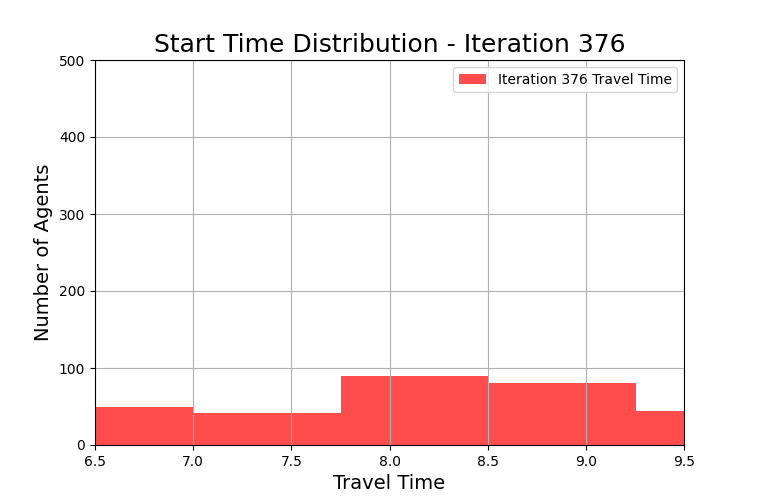 Start Time Distribution - Iteration 376
Iteration 376 Travel Time
500
400
300
200
100
0
Number of Agents
6.5 7.0 7.5 8.0 8.5 9.0 9.5
Travel Time